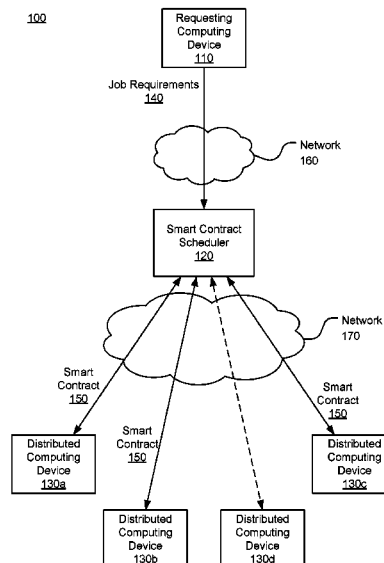 100
Requesting
Computing
Device
110
Job Requirements
140
Network
160
Smart Contract
Scheduler
120
Network
170
Smart
Contract
150
Smart
Contract
150
Smart
Contract
150
Distributed
Computing
Device
130a
Distributed
Computing
Device
130c
Distributed
Computing
Device
130b
Distributed
Computing
Device
130d